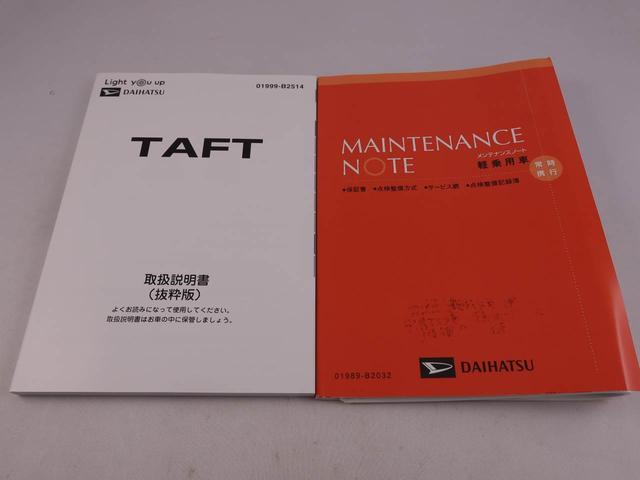 Light you up
DAIHATSU
01999-B2514
TAFT
取扱説明書
(抜粋版)
よくお読みになって使用してください。
取扱説明書はお車の中に保管しましょう。
MAINTENANCE
NOTE
メンテナンスノート
軽乗用車
常時
携行
●保証書 ●点検整備方式 ●サービス網 ●点検整備記録簿
01989-B2032
DAIHATSU